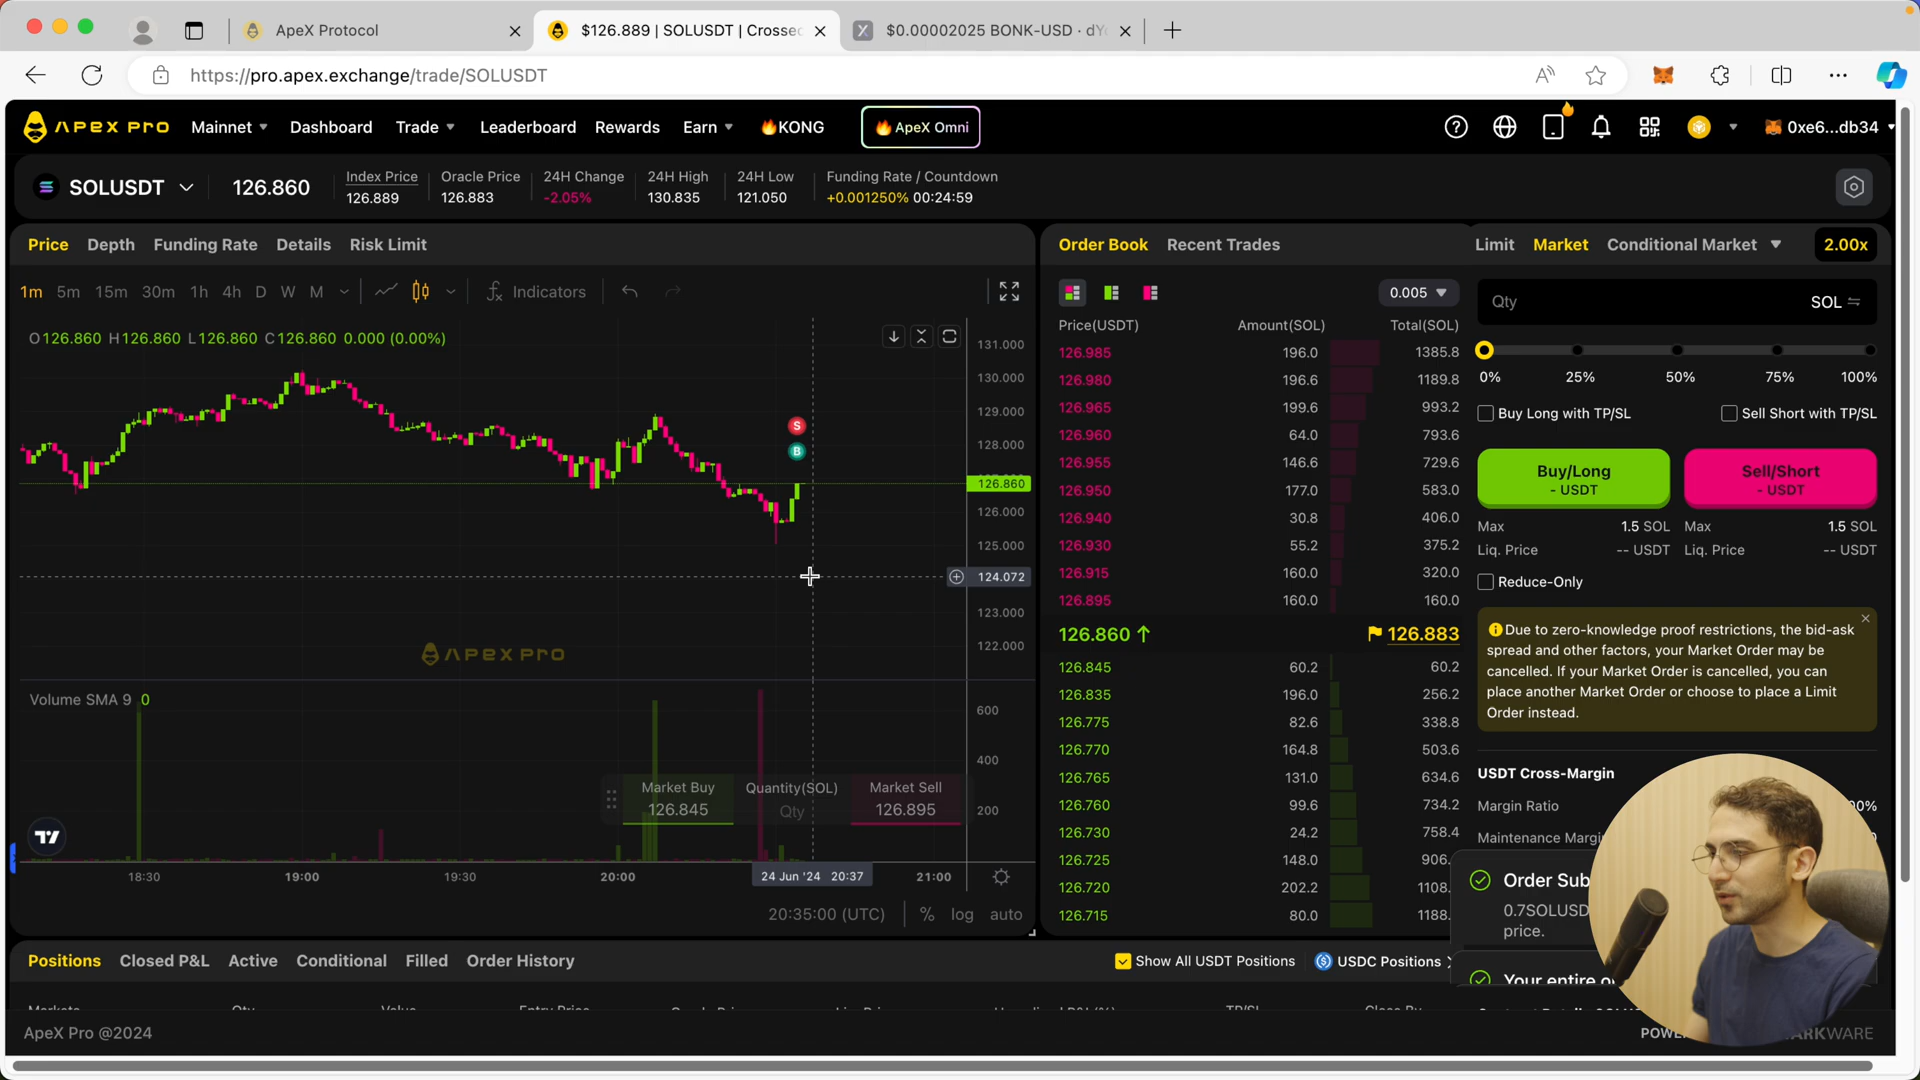 ApeX Protocol
$126.889 | SOLUSDT | Crossed
$0.00002025 BONK-USD · dY
https://pro.apex.exchange/trade/SOLUSDT
APEX PRO
Mainnet
Dashboard
Trade
Leaderboard
Rewards
Earn
🔥KONG
🔥ApeX Omni
0xe6...db34
SOLUSDT
126.860
Index Price
126.889
Oracle Price
126.883
24H Change
-2.05%
24H High
130.835
24H Low
121.050
Funding Rate / Countdown
+0.001250% 00:24:59
Price Depth Funding Rate Details Risk Limit
Order Book Recent Trades
Limit Market Conditional Market
2.00x
1m 5m 15m 30m 1h 4h D W M
Indicators
0.005
Qty
SOL
O126.860 H126.860 L126.860 C126.860 0.000 (0.00%)
Price(USDT) Amount(SOL) Total(SOL)
126.985 196.0 1385.8
126.980 196.6 1189.8
126.965 199.6 993.2
126.960 64.0 793.6
126.955 146.6 729.6
126.950 177.0 583.0
126.940 30.8 406.0
126.930 55.2 375.2
126.915 160.0 320.0
126.895 160.0 160.0
126.860 ↑ 126.883
126.845 60.2 60.2
126.835 196.0 256.2
126.775 82.6 338.8
126.770 164.8 503.6
126.765 131.0 634.6
126.760 99.6 734.2
126.730 24.2 758.4
126.725 148.0 906.
126.720 202.2 1108.
126.715 80.0 1188.
131.000
130.000
129.000
128.000
126.860
126.000
125.000
124.072
123.000
122.000
S
B
APEX PRO
Volume SMA 9 0
600
400
200
Market Buy
126.845
Quantity(SOL)
Qty
Market Sell
126.895
18:30 19:00 19:30 20:00 24 Jun '24 20:37 21:00
20:35:00 (UTC) % log auto
0% 25% 50% 75% 100%
Buy Long with TP/SL
Sell Short with TP/SL
Buy/Long
- USDT
Sell/Short
- USDT
Max 1.5 SOL
Max 1.5 SOL
Liq. Price -- USDT
Liq. Price -- USDT
Reduce-Only
Due to zero-knowledge proof restrictions, the bid-ask
spread and other factors, your Market Order may be
cancelled. If your Market Order is cancelled, you can
place another Market Order or choose to place a Limit
Order instead.
USDT Cross-Margin
Margin Ratio
Maintenance Margin
Order Sub
0.7SOLUSD
price.
Your entire o
Positions Closed P&L Active Conditional Filled Order History
Show All USDT Positions
USDC Positions
ApeX Pro @2024